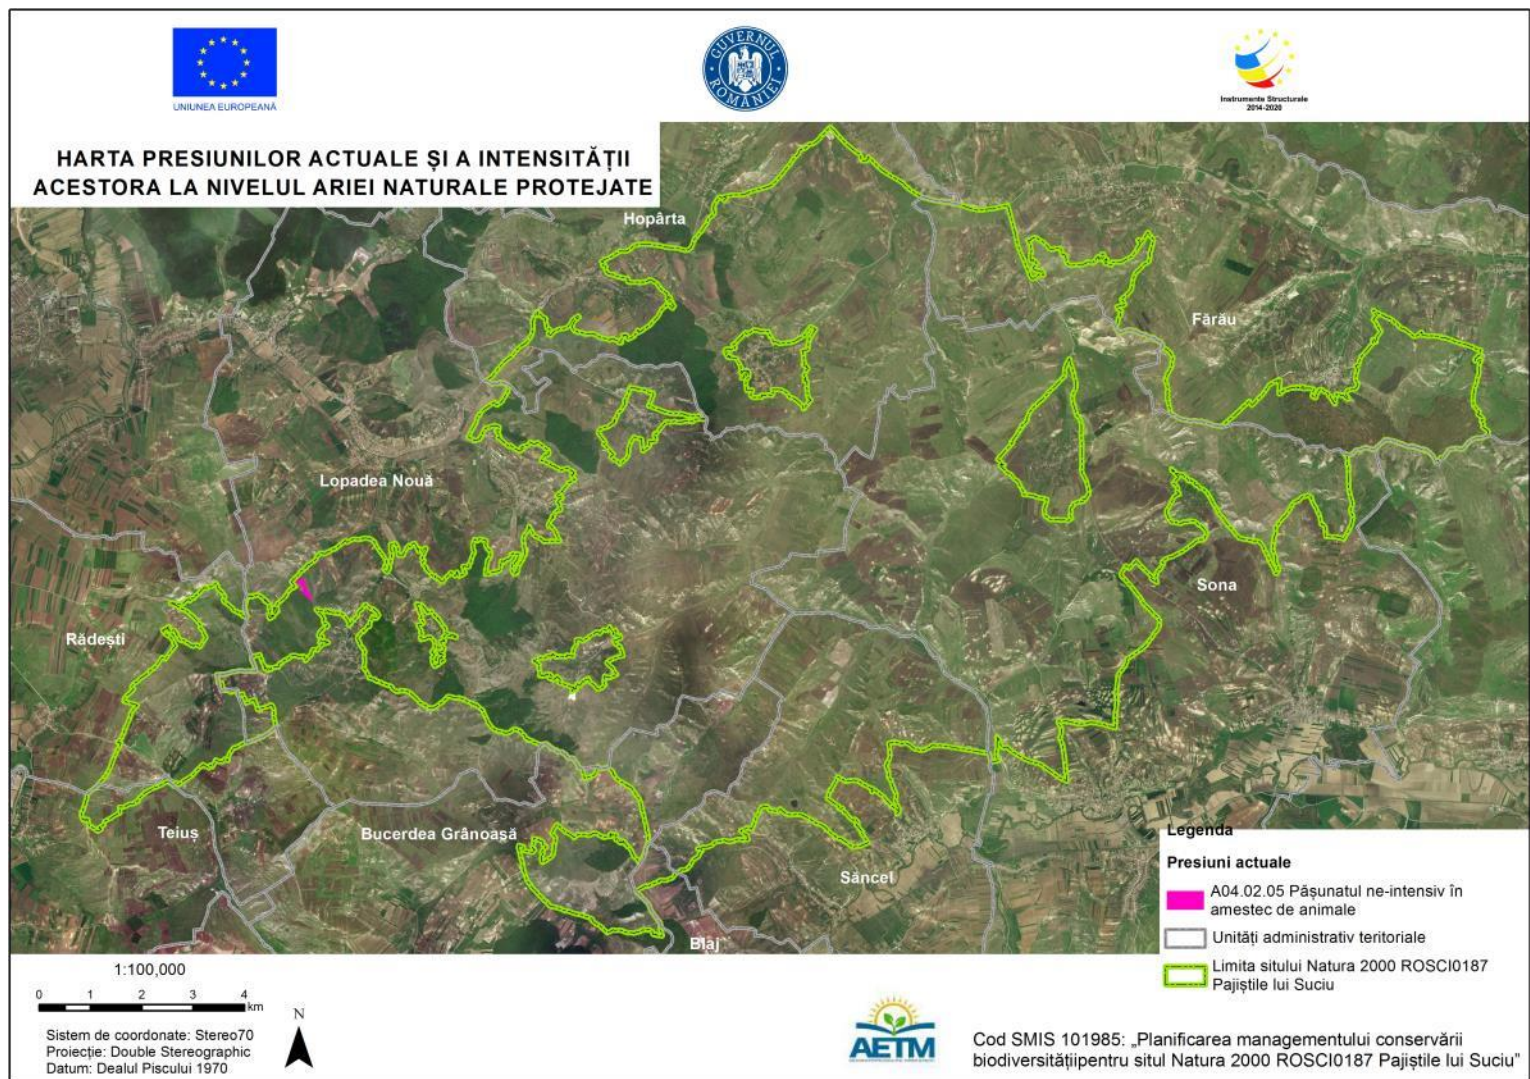 UNIUNEA EUROPEANĂ
GUVERNUL
ROMÂNIEI
Instrumente Structurale
2014-2020
HARTA PRESIUNILOR ACTUALE ȘI A INTENSITĂȚII
ACESTORA LA NIVELUL ARIEI NATURALE PROTEJATE
Hopârta
Fărău
Lopadea Nouă
Sona
Rădești
Teiuș
Bucerdea Grânoașă
Săncel
Blaj
Legenda
Presiuni actuale
A04.02.05 Pășunatul ne-intensiv în
amestec de animale
Unități administrativ teritoriale
Limita sitului Natura 2000 ROSCI0187
Pajiștile lui Suciu
1:100,000
0 1 2 3 4
km
N
Sistem de coordonate: Stereo70
Proiecție: Double Stereographic
Datum: Dealul Piscului 1970
AETM
Cod SMIS 101985: „Planificarea managementului conservării
biodiversitățiipentru situl Natura 2000 ROSCI0187 Pajiștile lui Suciu”